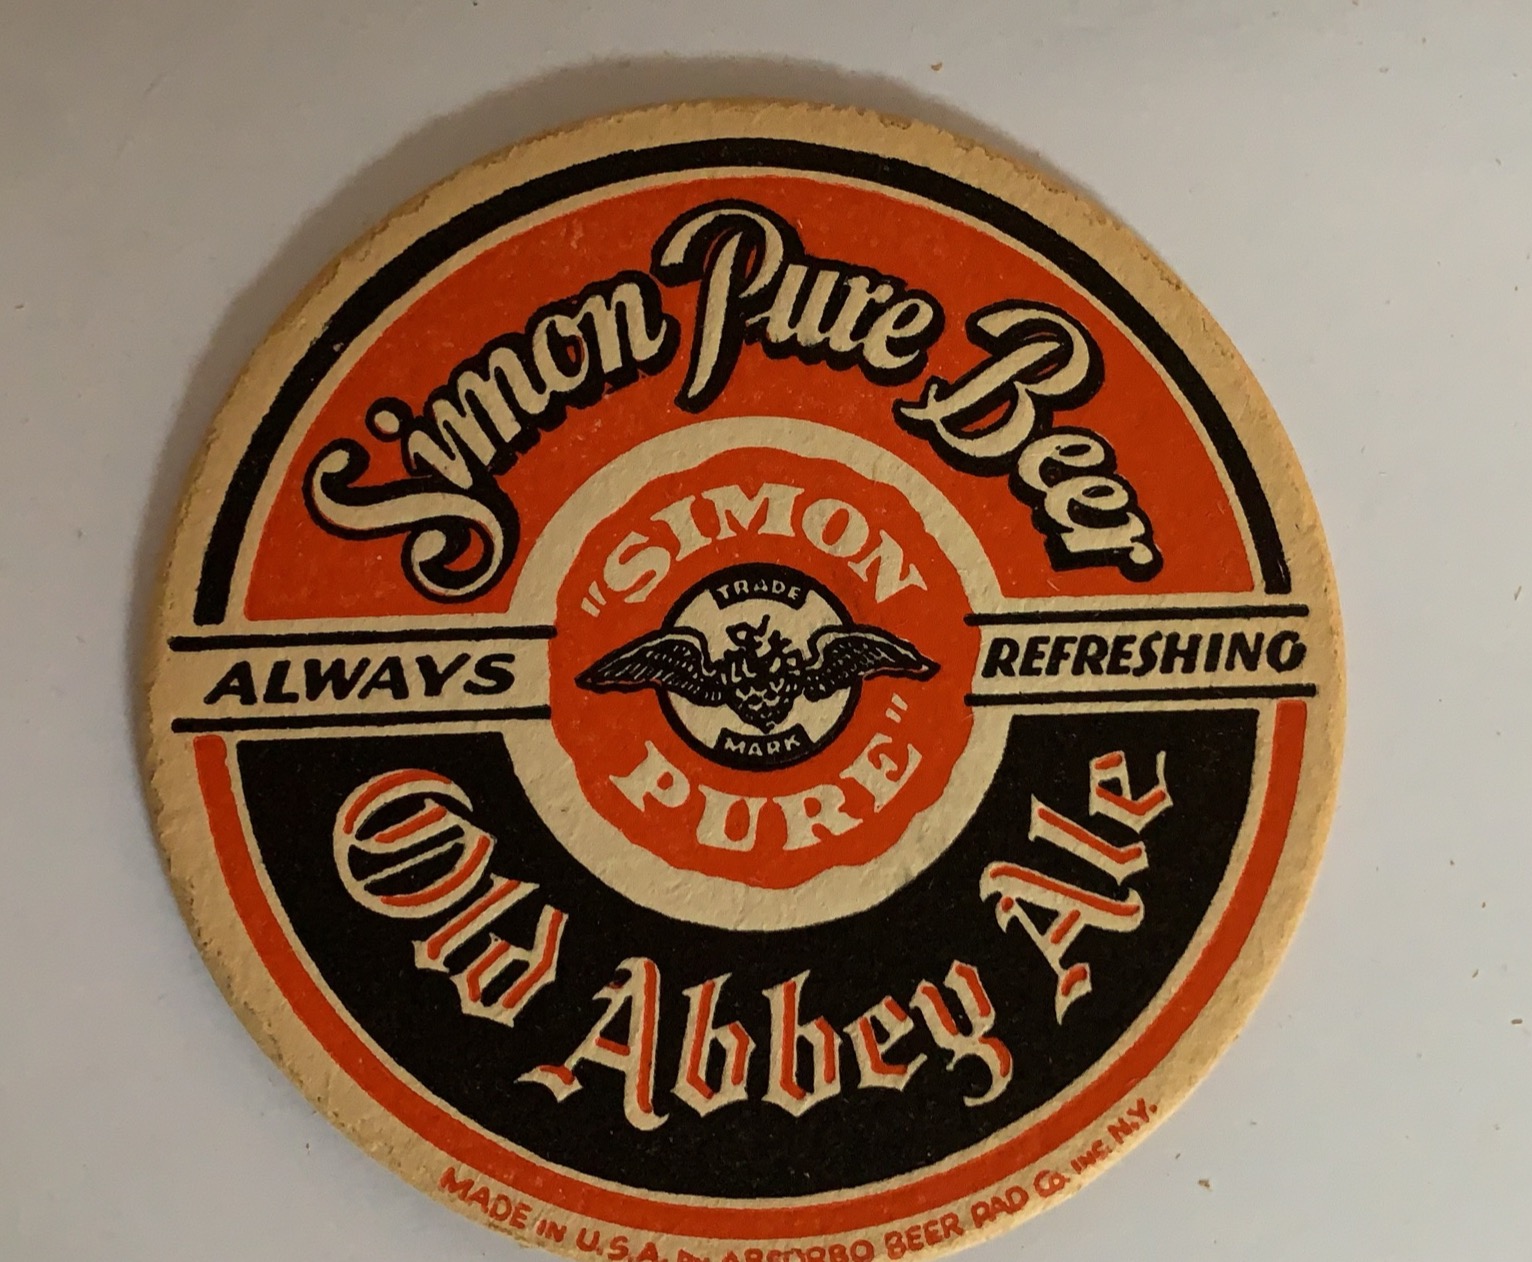 Simon Pure Beer
"SIMON
TRADE
ALWAYS
REFRESHING
MARK
PURE"
Old Abbey Ale
MADE IN U.S.A. BY ABSORBO BEER PAD CO. INC. N.Y.